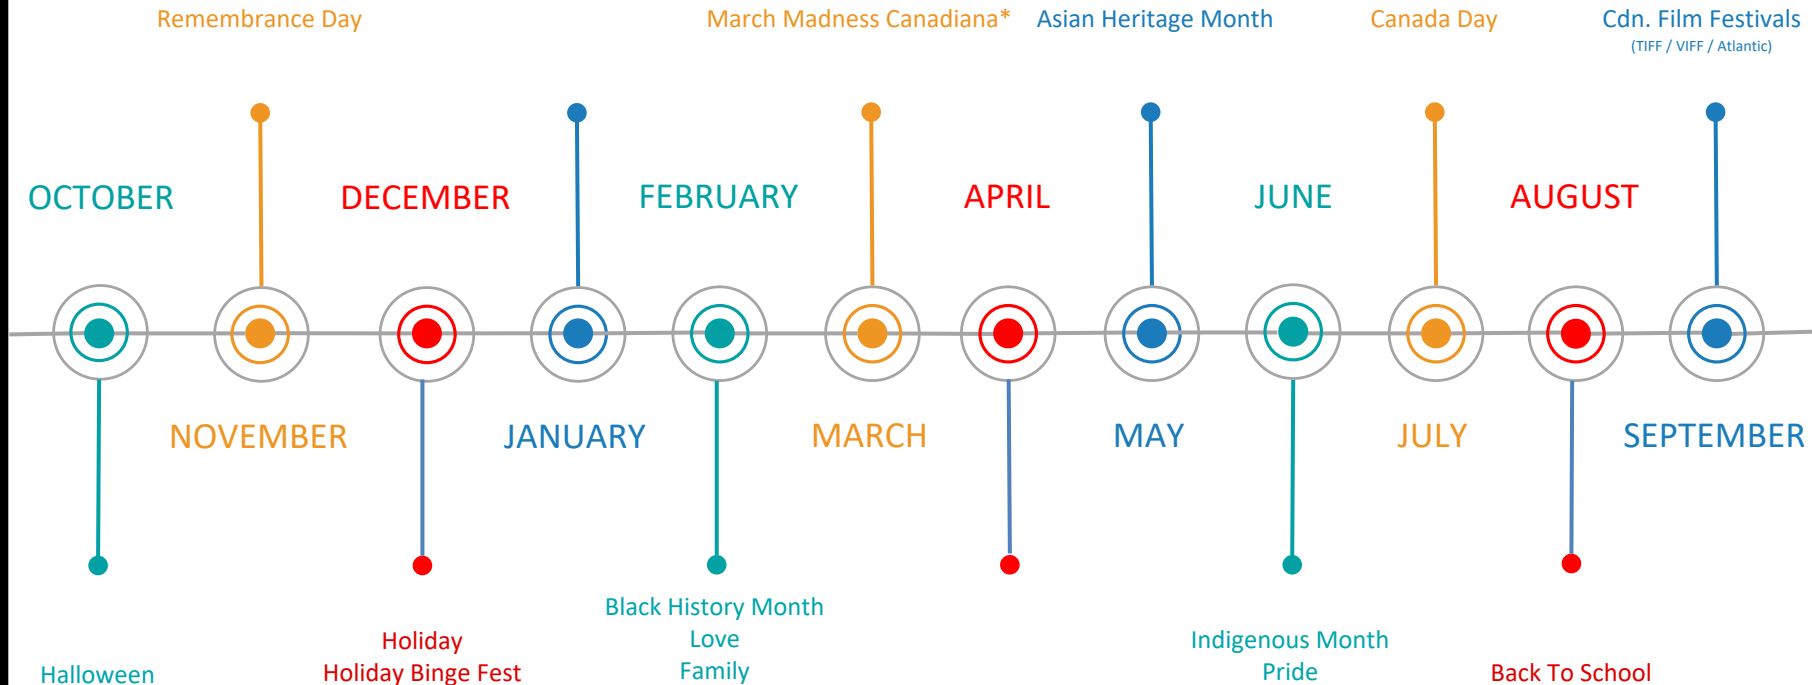 Remembrance Day
March Madness Canadiana*
Asian Heritage Month
Canada Day
Cdn. Film Festivals
(TIFF / VIFF / Atlantic)
OCTOBER
DECEMBER
FEBRUARY
APRIL
JUNE
AUGUST
NOVEMBER
JANUARY
MARCH
MAY
JULY
SEPTEMBER
Halloween
Holiday
Holiday Binge Fest
Black History Month
Love
Family
Indigenous Month
Pride
Back To School